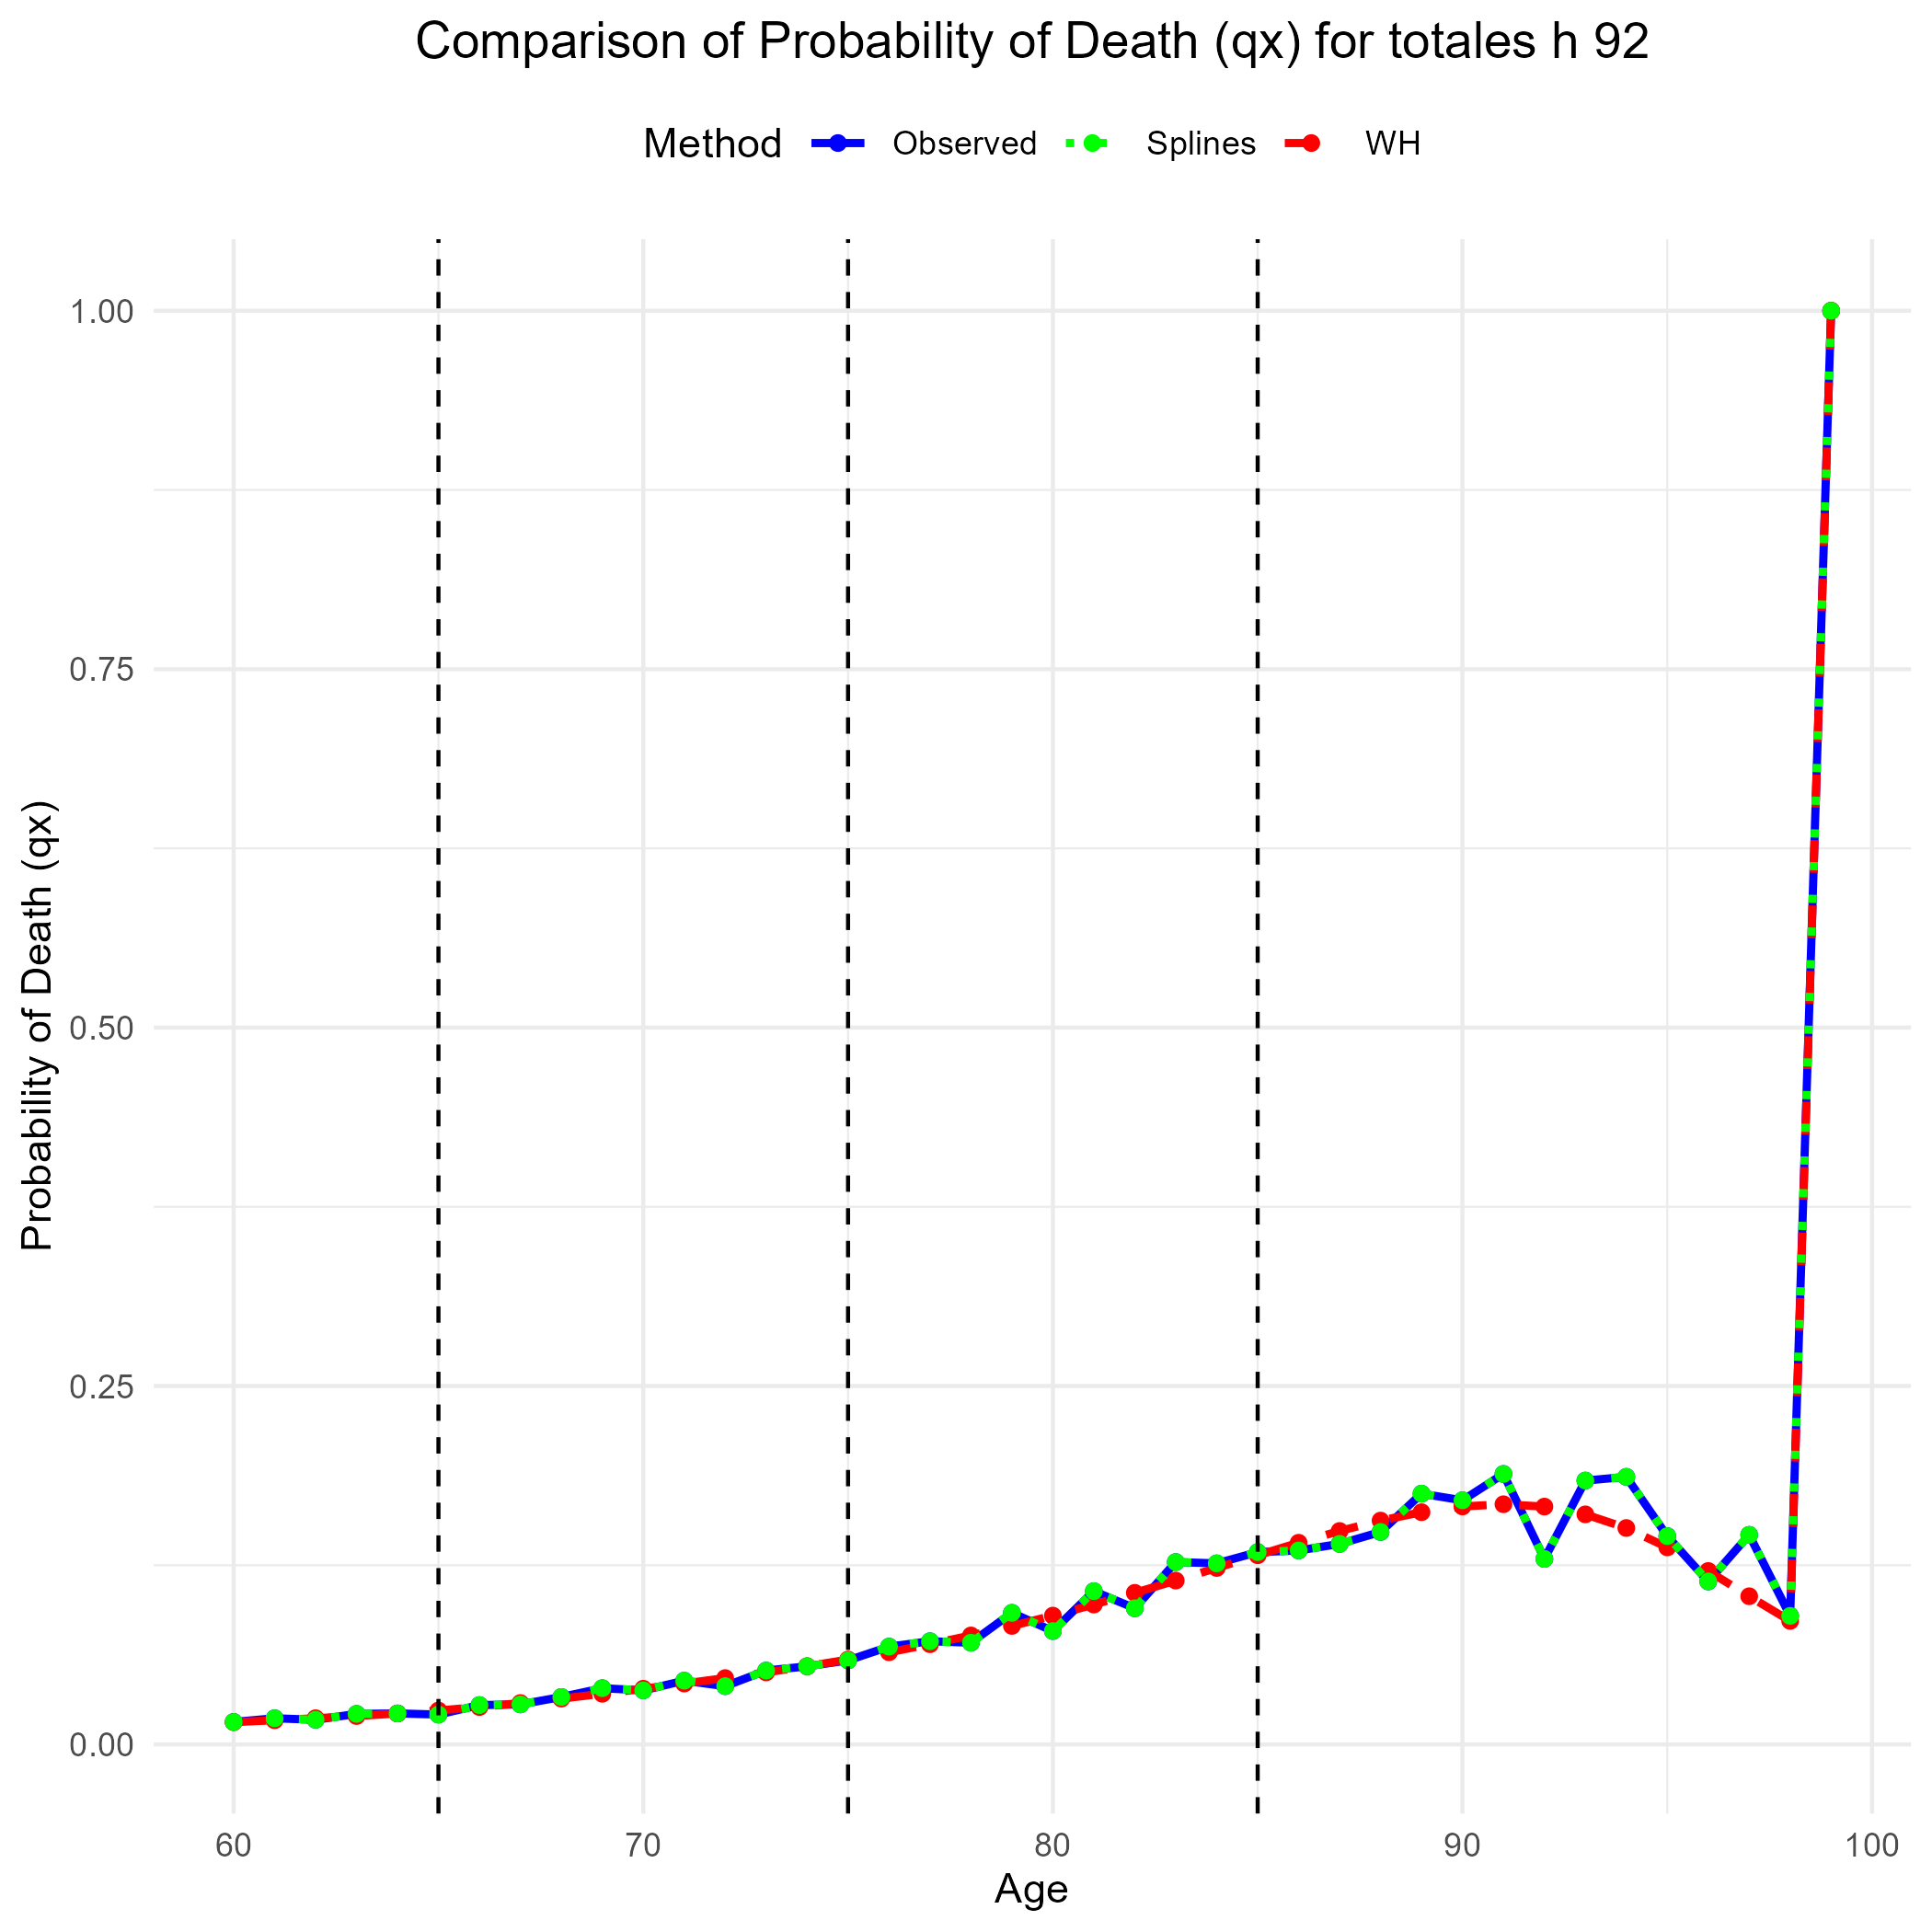 Comparison of Probability of Death (qx) for totales h 92
Method Observed Splines WH
Probability of Death (qx)
1.00
0.75
0.50
0.25
0.00
60 70 80 90 100
Age